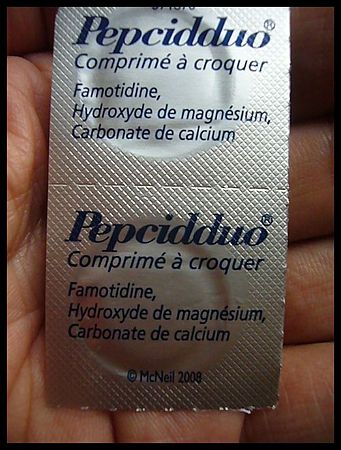 Pepcidduo®
Comprimé à croquer
Famotidine,
Hydroxyde de magnésium,
Carbonate de calcium
Pepcidduo®
Comprimé à croquer
Famotidine,
Hydroxyde de magnésium,
Carbonate de calcium
© McNeil 2008